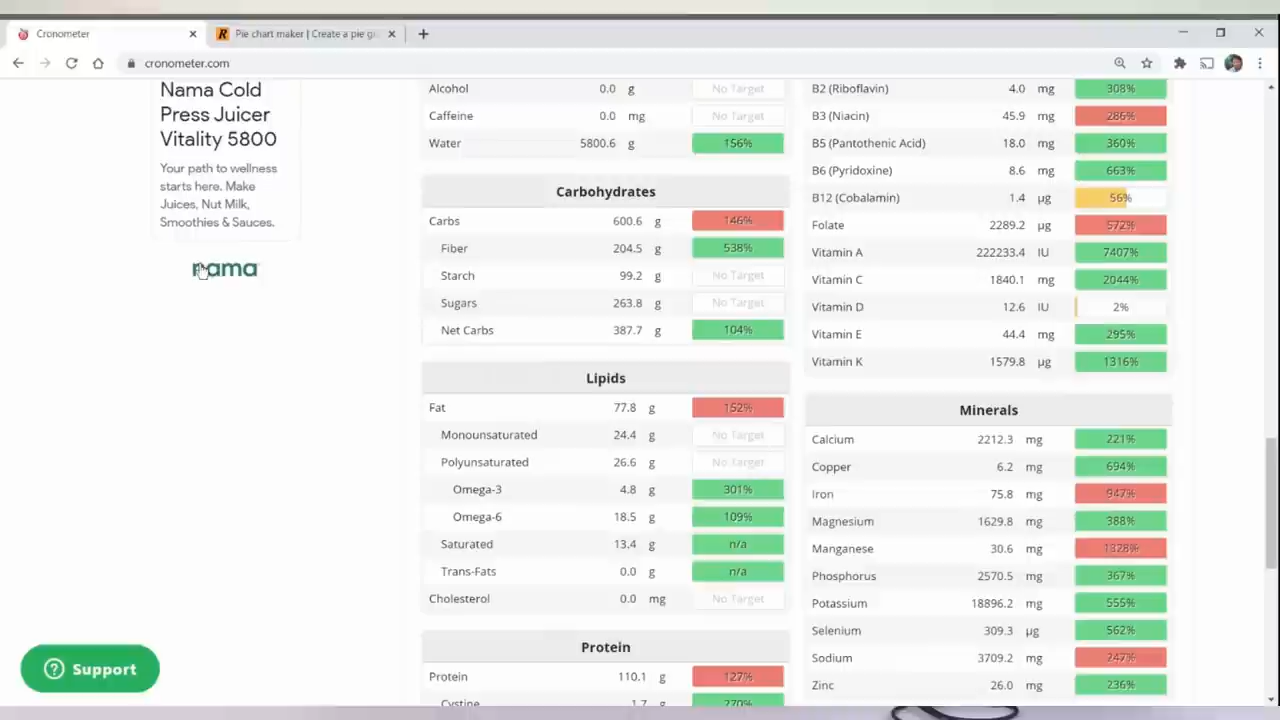 Cronometer
Pie chart maker | Create a pie gr
cronometer.com
Nama Cold
Press Juicer
Vitality 5800
Your path to wellness
starts here. Make
Juices, Nut Milk,
Smoothies & Sauces.
nama
Support
Alcohol 0.0 g No Target
Caffeine 0.0 mg No Target
Water 5800.6 g 156%
Carbohydrates
Carbs 600.6 g 146%
Fiber 204.5 g 538%
Starch 99.2 g No Target
Sugars 263.8 g No Target
Net Carbs 387.7 g 104%
Lipids
Fat 77.8 g 152%
Monounsaturated 24.4 g No Target
Polyunsaturated 26.6 g No Target
Omega-3 4.8 g 301%
Omega-6 18.5 g 109%
Saturated 13.4 g n/a
Trans-Fats 0.0 g n/a
Cholesterol 0.0 mg No Target
Protein
Protein 110.1 g 127%
Cystine 1.7 g 270%
B2 (Riboflavin) 4.0 mg 308%
B3 (Niacin) 45.9 mg 286%
B5 (Pantothenic Acid) 18.0 mg 360%
B6 (Pyridoxine) 8.6 mg 663%
B12 (Cobalamin) 1.4 µg 56%
Folate 2289.2 µg 572%
Vitamin A 222233.4 IU 7407%
Vitamin C 1840.1 mg 2044%
Vitamin D 12.6 IU 2%
Vitamin E 44.4 mg 295%
Vitamin K 1579.8 µg 1316%
Minerals
Calcium 2212.3 mg 221%
Copper 6.2 mg 694%
Iron 75.8 mg 947%
Magnesium 1629.8 mg 388%
Manganese 30.6 mg 1328%
Phosphorus 2570.5 mg 367%
Potassium 18896.2 mg 555%
Selenium 309.3 µg 562%
Sodium 3709.2 mg 247%
Zinc 26.0 mg 236%